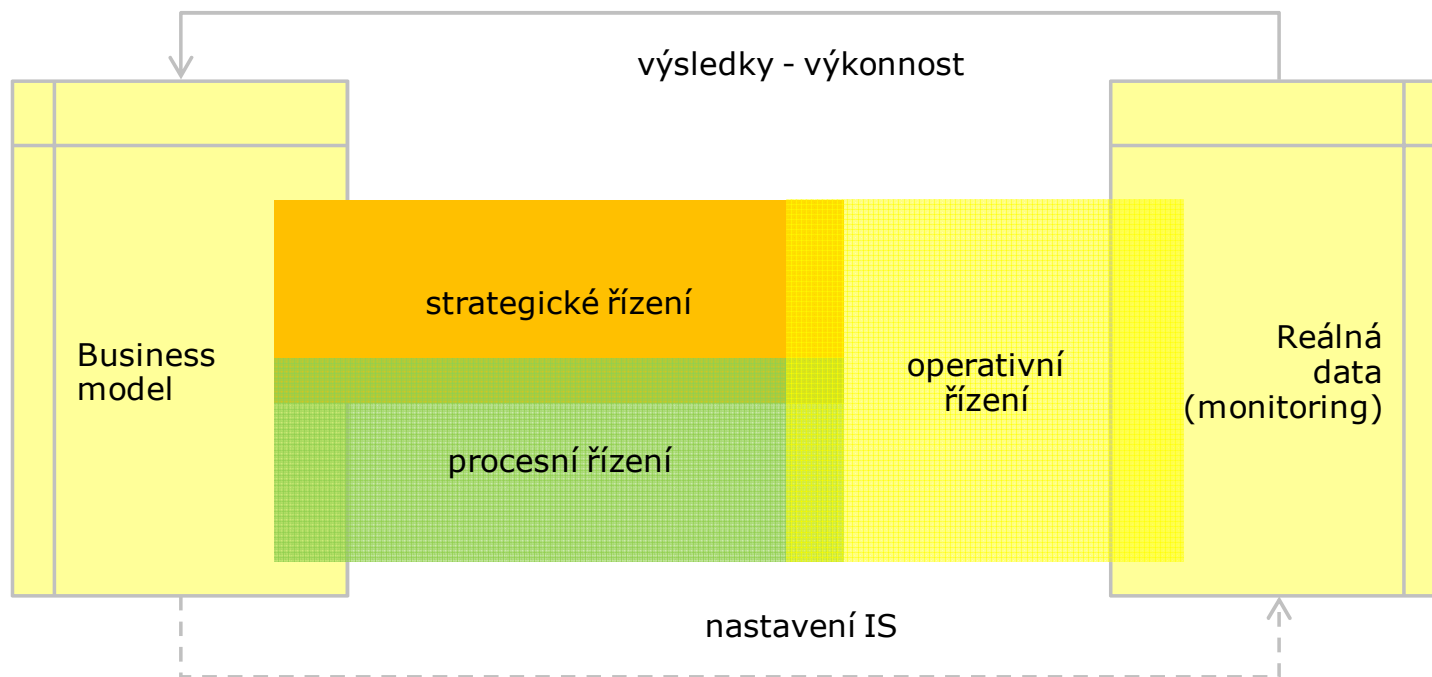 výsledky - výkonnost
strategické řízení
Business
model
operativní
řízení
Reálná
data
(monitoring)
procesní řízení
nastavení IS